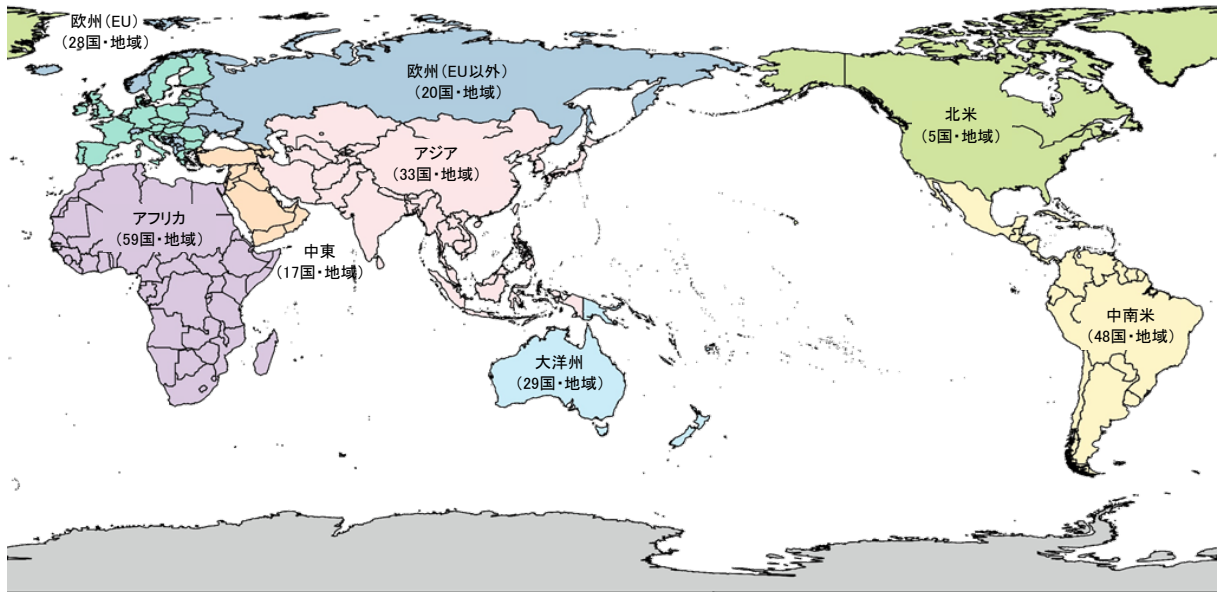 欧州(EU)
(28国・地域)
欧州(EU以外)
(20国・地域)
北米
(5国・地域)
アジア
(33国・地域)
アフリカ
(59国・地域)
中東
(17国・地域)
中南米
(48国・地域)
大洋州
(29国・地域)